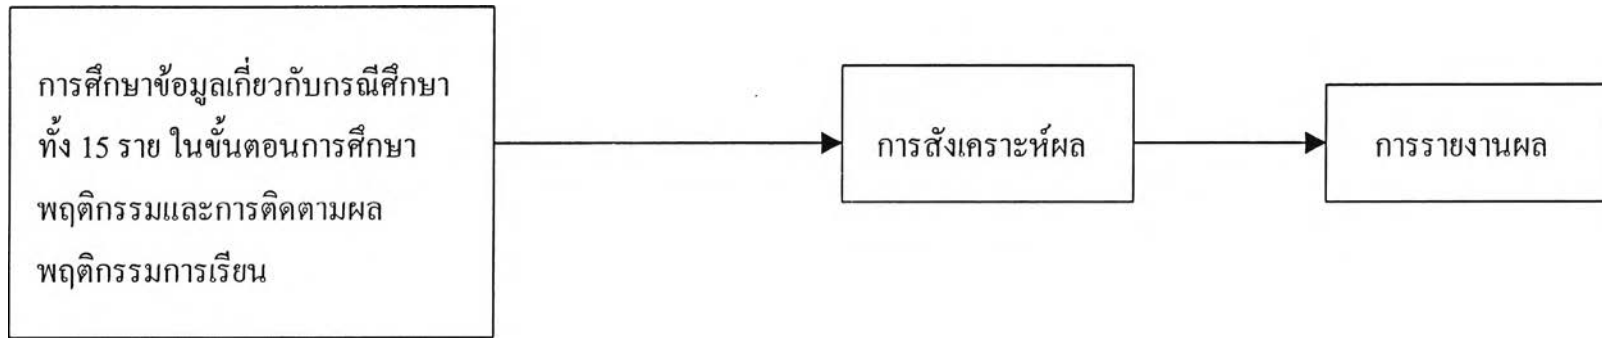 การศึกษาข้อมูลเกี่ยวกับกรณีศึกษา
ทั้ง 15 ราย ในขั้นตอนการศึกษา
พฤติกรรมและการติดตามผล
พฤติกรรมการเรียน
การสังเคราะห์ผล
การรายงานผล